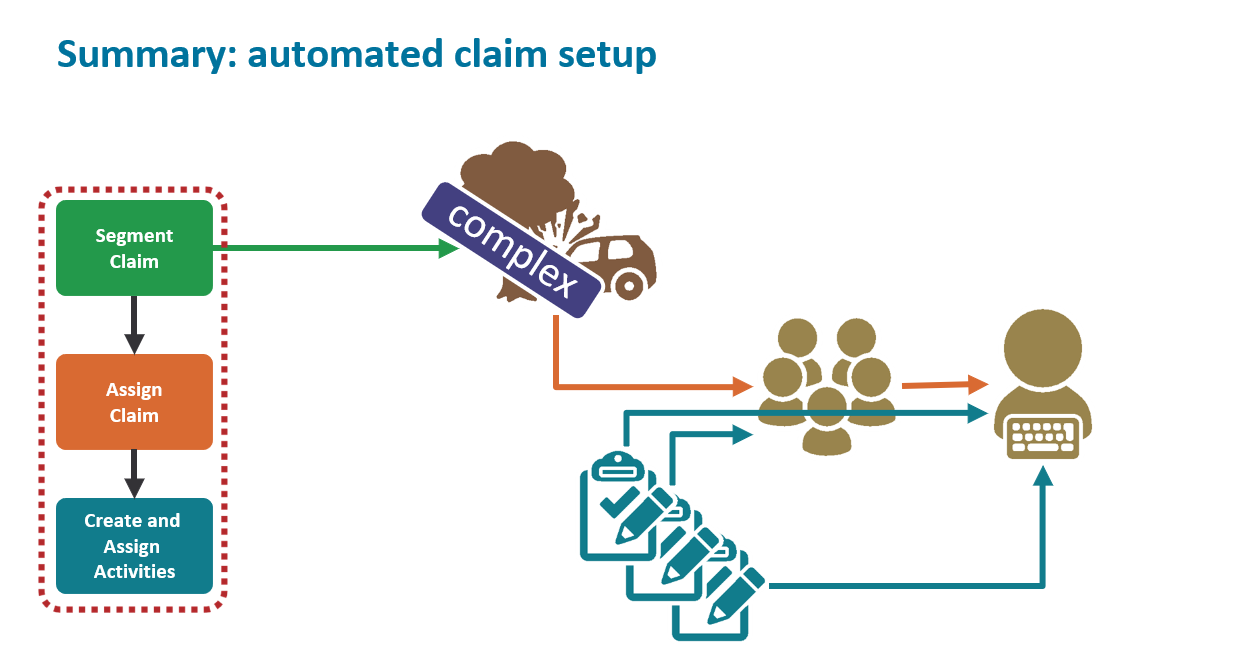 Summary: automated claim setup
Segment
Claim
complex
Assign
Claim
Create and
Assign
Activities